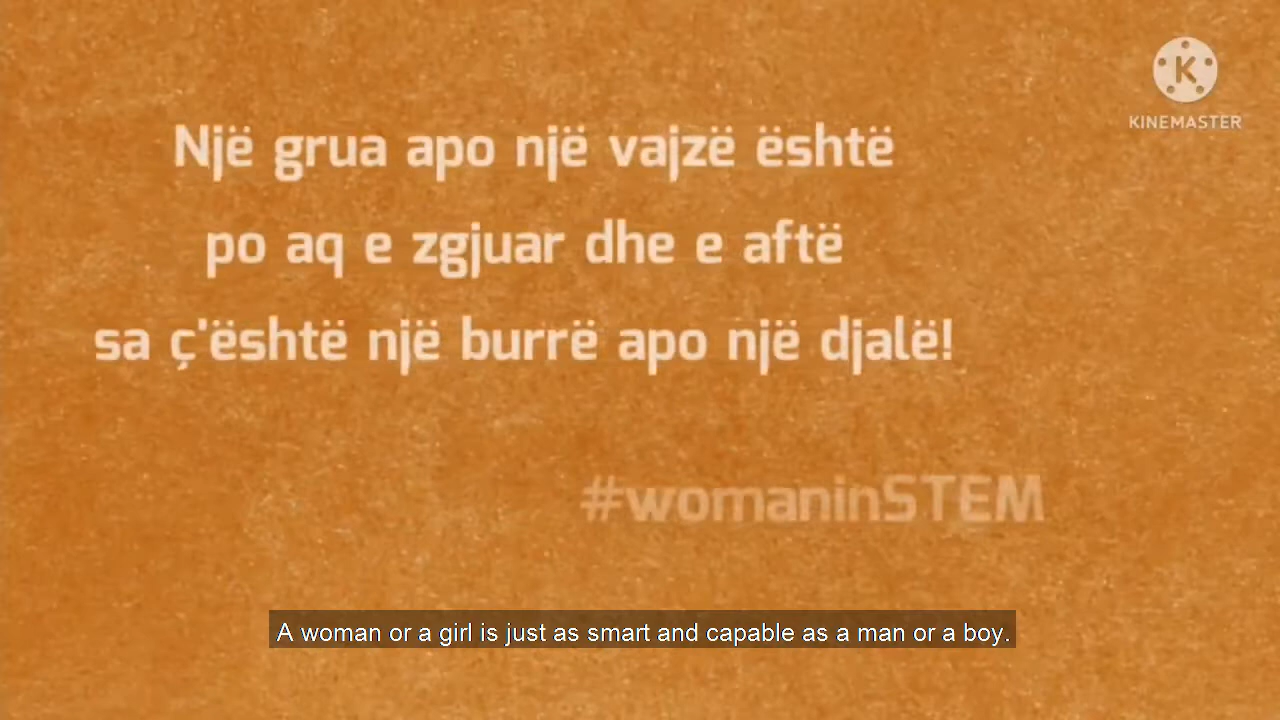 K
KINEMASTER
Një grua apo një vajzë është
po aq e zgjuar dhe e aftë
sa ç'është një burrë apo një djalë!
#womaninSTEM
A woman or a girl is just as smart and capable as a man or a boy.